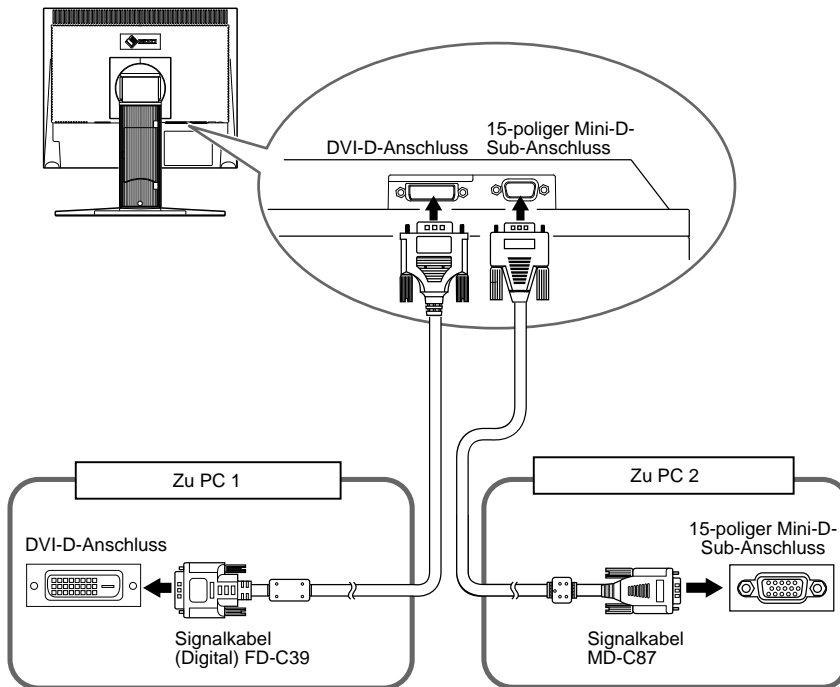 DVI-D-Anschluss
15-poliger Mini-D-
Sub-Anschluss
Zu PC 1
DVI-D-Anschluss
Signalkabel
(Digital) FD-C39
Zu PC 2
15-poliger Mini-D-
Sub-Anschluss
Signalkabel
MD-C87